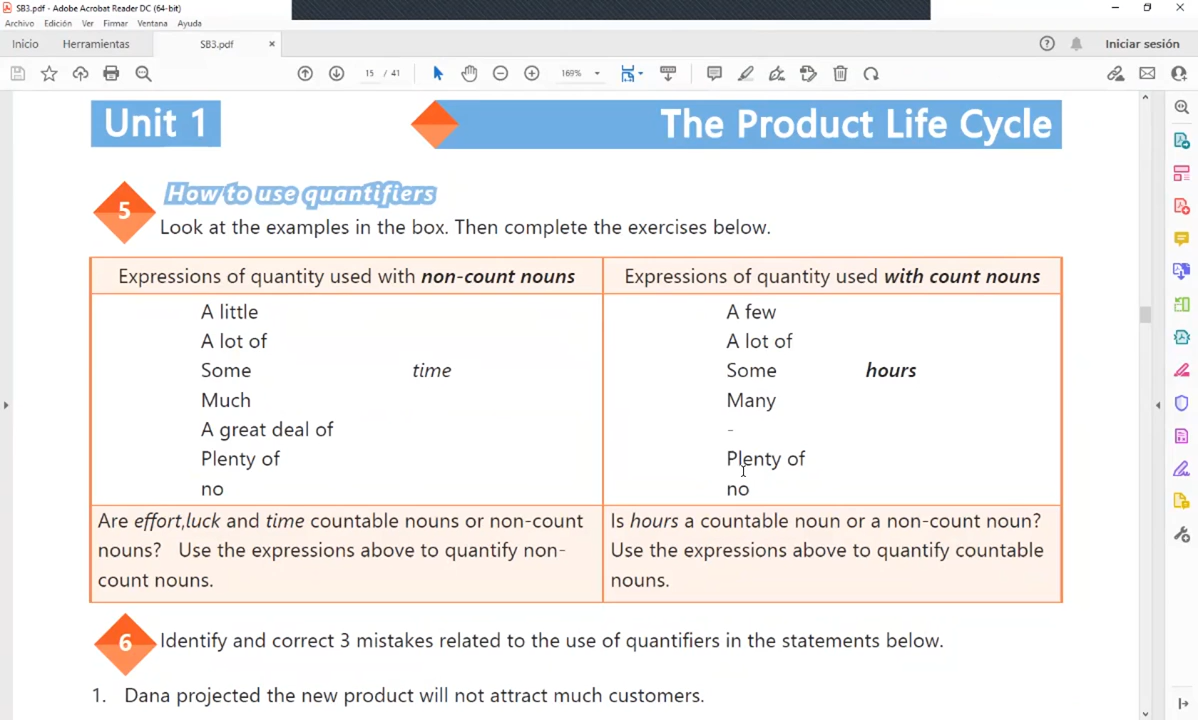 SB3.pdf - Adobe Acrobat Reader DC (64-bit)
Archivo Edición Ver Firmar Ventana Ayuda
Inicio Herramientas SB3.pdf × Iniciar sesión
15 / 41 169%
Unit 1 The Product Life Cycle
5 How to use quantifiers
Look at the examples in the box. Then complete the exercises below.
Expressions of quantity used with non-count nouns
A little
A lot of
Some time
Much
A great deal of
Plenty of
no
Expressions of quantity used with count nouns
A few
A lot of
Some hours
Many
-
Plenty of
no
Are effort,luck and time countable nouns or non-count
nouns? Use the expressions above to quantify non-
count nouns.
Is hours a countable noun or a non-count noun?
Use the expressions above to quantify countable
nouns.
6 Identify and correct 3 mistakes related to the use of quantifiers in the statements below.
1. Dana projected the new product will not attract much customers.